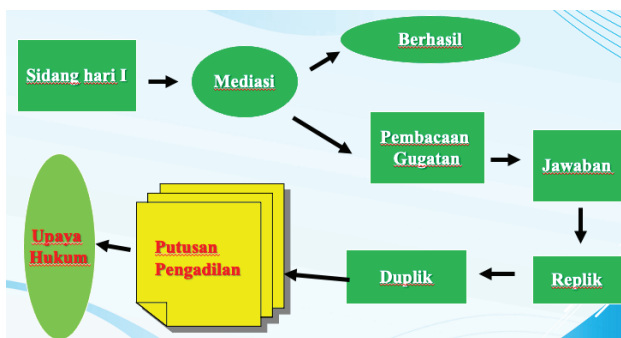 Sidang hari I
Mediasi
Berhasil
Pembacaan
Gugatan
Jawaban
Replik
Duplik
Putusan
Pengadilan
Upaya
Hukum